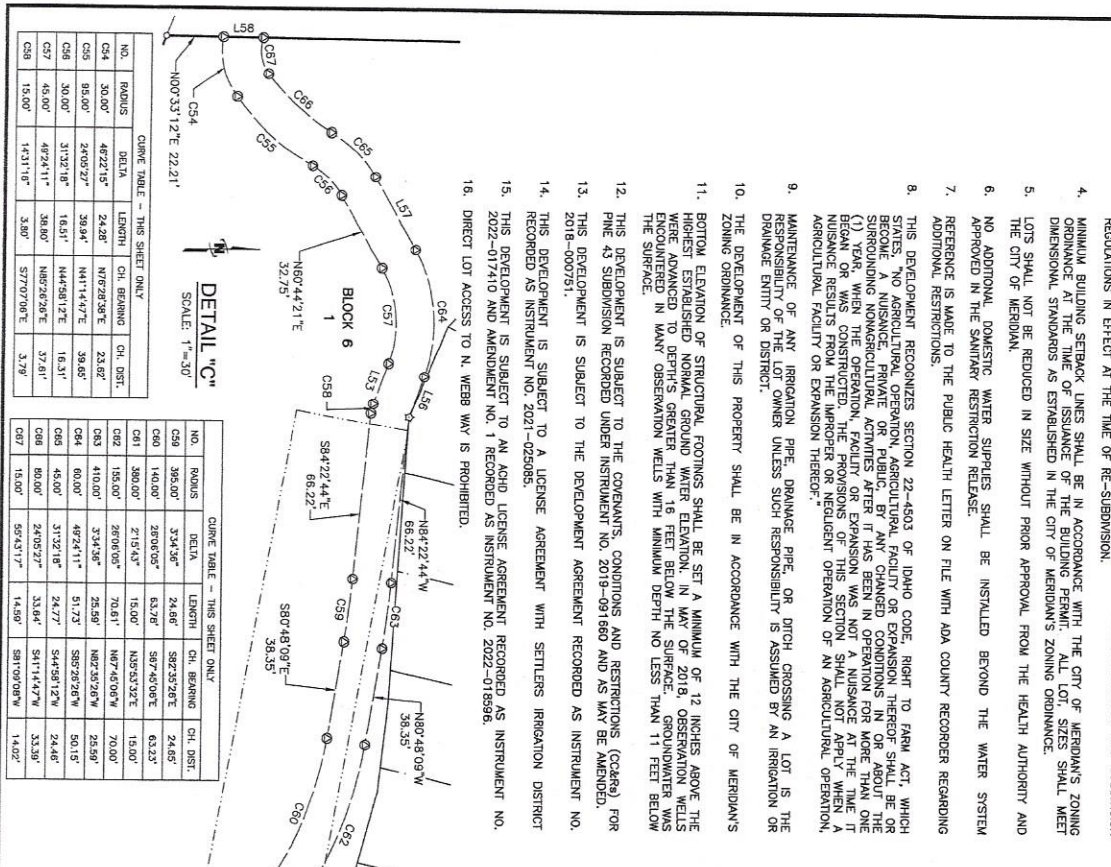 REGULATIONS IN EFFECT AT THE TIME OF RE-SUBDIVISION.
4. MINIMUM BUILDING SETBACK LINES SHALL BE IN ACCORDANCE WITH THE CITY OF MERIDIAN'S ZONING
ORDINANCE AT THE TIME OF ISSUANCE OF THE BUILDING PERMIT. ALL LOT, SIZES SHALL MEET
DIMENSIONAL STANDARDS AS ESTABLISHED IN THE CITY OF MERIDIAN'S ZONING ORDINANCE.
5. LOTS SHALL NOT BE REDUCED IN SIZE WITHOUT PRIOR APPROVAL FROM THE HEALTH AUTHORITY AND
THE CITY OF MERIDIAN.
6. NO ADDITIONAL DOMESTIC WATER SUPPLIES SHALL BE INSTALLED BEYOND THE WATER SYSTEM
APPROVED IN THE SANITARY RESTRICTION RELEASE.
7. REFERENCE IS MADE TO THE PUBLIC HEALTH LETTER ON FILE WITH ADA COUNTY RECORDER REGARDING
ADDITIONAL RESTRICTIONS.
8. THIS DEVELOPMENT RECOGNIZES SECTION 22-4503 OF IDAHO CODE, RIGHT TO FARM ACT, WHICH
STATES, "NO AGRICULTURAL OPERATION, AGRICULTURAL FACILITY OR EXPANSION THEREOF SHALL BE OR
BECOME A NUISANCE, PRIVATE OR PUBLIC, BY ANY CHANGED CONDITIONS IN OR ABOUT THE
SURROUNDING NONAGRICULTURAL ACTIVITIES AFTER IT HAS BEEN IN OPERATION FOR MORE THAN ONE
(1) YEAR, WHEN THE OPERATION, FACILITY OR EXPANSION WAS NOT A NUISANCE AT THE TIME IT
BEGAN OR WAS CONSTRUCTED. THE PROVISIONS OF THIS SECTION SHALL NOT APPLY WHEN A
NUISANCE RESULTS FROM THE IMPROPER OR NEGLIGENT OPERATION OF AN AGRICULTURAL OPERATION,
AGRICULTURAL FACILITY OR EXPANSION THEREOF."
9. MAINTENANCE OF ANY IRRIGATION PIPE, DRAINAGE PIPE, OR DITCH CROSSING A LOT IS THE
RESPONSIBILITY OF THE LOT OWNER UNLESS SUCH RESPONSIBILITY IS ASSUMED BY AN IRRIGATION OR
DRAINAGE ENTITY OR DISTRICT.
10. THE DEVELOPMENT OF THIS PROPERTY SHALL BE IN ACCORDANCE WITH THE CITY OF MERIDIAN'S
ZONING ORDINANCE.
11. BOTTOM ELEVATION OF STRUCTURAL FOOTINGS SHALL BE SET A MINIMUM OF 12 INCHES ABOVE THE
HIGHEST ESTABLISHED NORMAL GROUND WATER ELEVATION. IN MAY OF 2018, OBSERVATION WELLS
WERE ADVANCED TO DEPTH'S GREATER THAN 16 FEET BELOW THE SURFACE. GROUNDWATER WAS
ENCOUNTERED IN MANY OBSERVATION WELLS WITH MINIMUM DEPTH NO LESS THAN 11 FEET BELOW
THE SURFACE.
12. THIS DEVELOPMENT IS SUBJECT TO THE COVENANTS, CONDITIONS AND RESTRICTIONS (CC&Rs) FOR
PINE 43 SUBDIVISION RECORDED UNDER INSTRUMENT NO. 2019-091660 AND AS MAY BE AMENDED.
13. THIS DEVELOPMENT IS SUBJECT TO THE DEVELOPMENT AGREEMENT RECORDED AS INSTRUMENT NO.
2018-000751.
14. THIS DEVELOPMENT IS SUBJECT TO A LICENSE AGREEMENT WITH SETTLERS IRRIGATION DISTRICT
RECORDED AS INSTRUMENT NO. 2021-025085.
15. THIS DEVELOPMENT IS SUBJECT TO AN ACHD LICENSE AGREEMENT RECORDED AS INSTRUMENT NO.
2022-017410 AND AMENDMENT NO. 1 RECORDED AS INSTRUMENT NO. 2022-018596.
16. DIRECT LOT ACCESS TO N. WEBB WAY IS PROHIBITED.
L58
C67
C66
C65
L57
C64
L56
N84°22'44"W
66.22'
C63
N80°48'09"W
38.35'
C62
N00°33'12"E 22.21'
C54
C55
C56
N60°44'21"E
32.75'
BLOCK 6
1
C57
L53
C58
S84°22'44"E
66.22'
C59
S80°48'09"E
38.35'
C60
N
DETAIL "C"
SCALE: 1"=30'
CURVE TABLE - THIS SHEET ONLY
NO. RADIUS DELTA LENGTH CH. BEARING CH. DIST.
C54 30.00' 46°22'15" 24.28' N76°28'38"E 23.62'
C55 95.00' 24°05'27" 39.94' N41°14'47"E 39.65'
C56 30.00' 31°32'18" 16.51' N44°58'12"E 16.31'
C57 45.00' 49°24'11" 38.80' N85°26'26"E 37.61'
C58 15.00' 14°31'16" 3.80' S77°07'06"E 3.79'
CURVE TABLE - THIS SHEET ONLY
NO. RADIUS DELTA LENGTH CH. BEARING CH. DIST.
C59 395.00' 3°34'36" 24.66' S82°35'26"E 24.65'
C60 140.00' 26°06'05" 63.78' S67°45'06"E 63.23'
C61 380.00' 2°15'43" 15.00' N35°53'32"E 15.00'
C62 155.00' 26°06'05" 70.61' N67°45'06"W 70.00'
C63 410.00' 3°34'36" 25.59' N82°35'26"W 25.59'
C64 60.00' 49°24'11" 51.73' S85°26'26"W 50.15'
C65 45.00' 31°32'18" 24.77' S44°58'12"W 24.46'
C66 80.00' 24°05'27" 33.64' S41°14'47"W 33.39'
C67 15.00' 55°43'17" 14.59' S81°09'08"W 14.02'